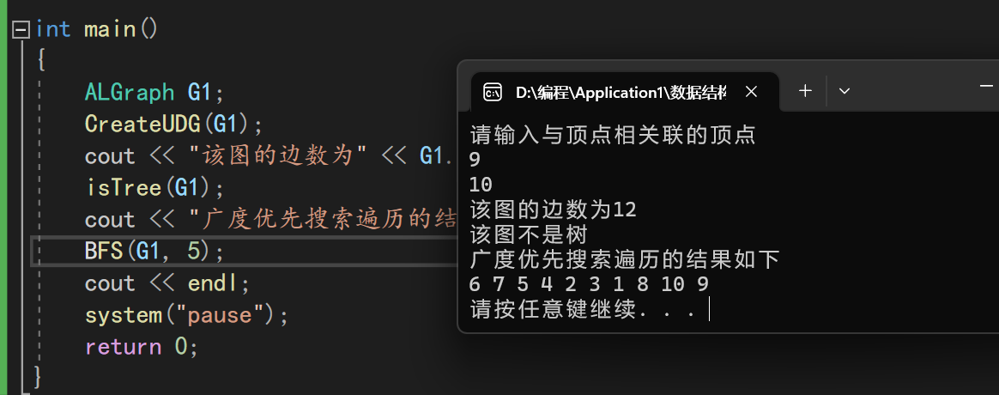 int main()
{
ALGraph G1;
CreateUDG(G1);
cout << "该图的边数为" << G1.
isTree(G1);
cout << "广度优先搜索遍历的结
BFS(G1, 5);
cout << endl;
system("pause");
return 0;
}
D:\编程\Application1\数据结构
请输入与顶点相关联的顶点
9
10
该图的边数为12
该图不是树
广度优先搜索遍历的结果如下
6 7 5 4 2 3 1 8 10 9
请按任意键继续. . .